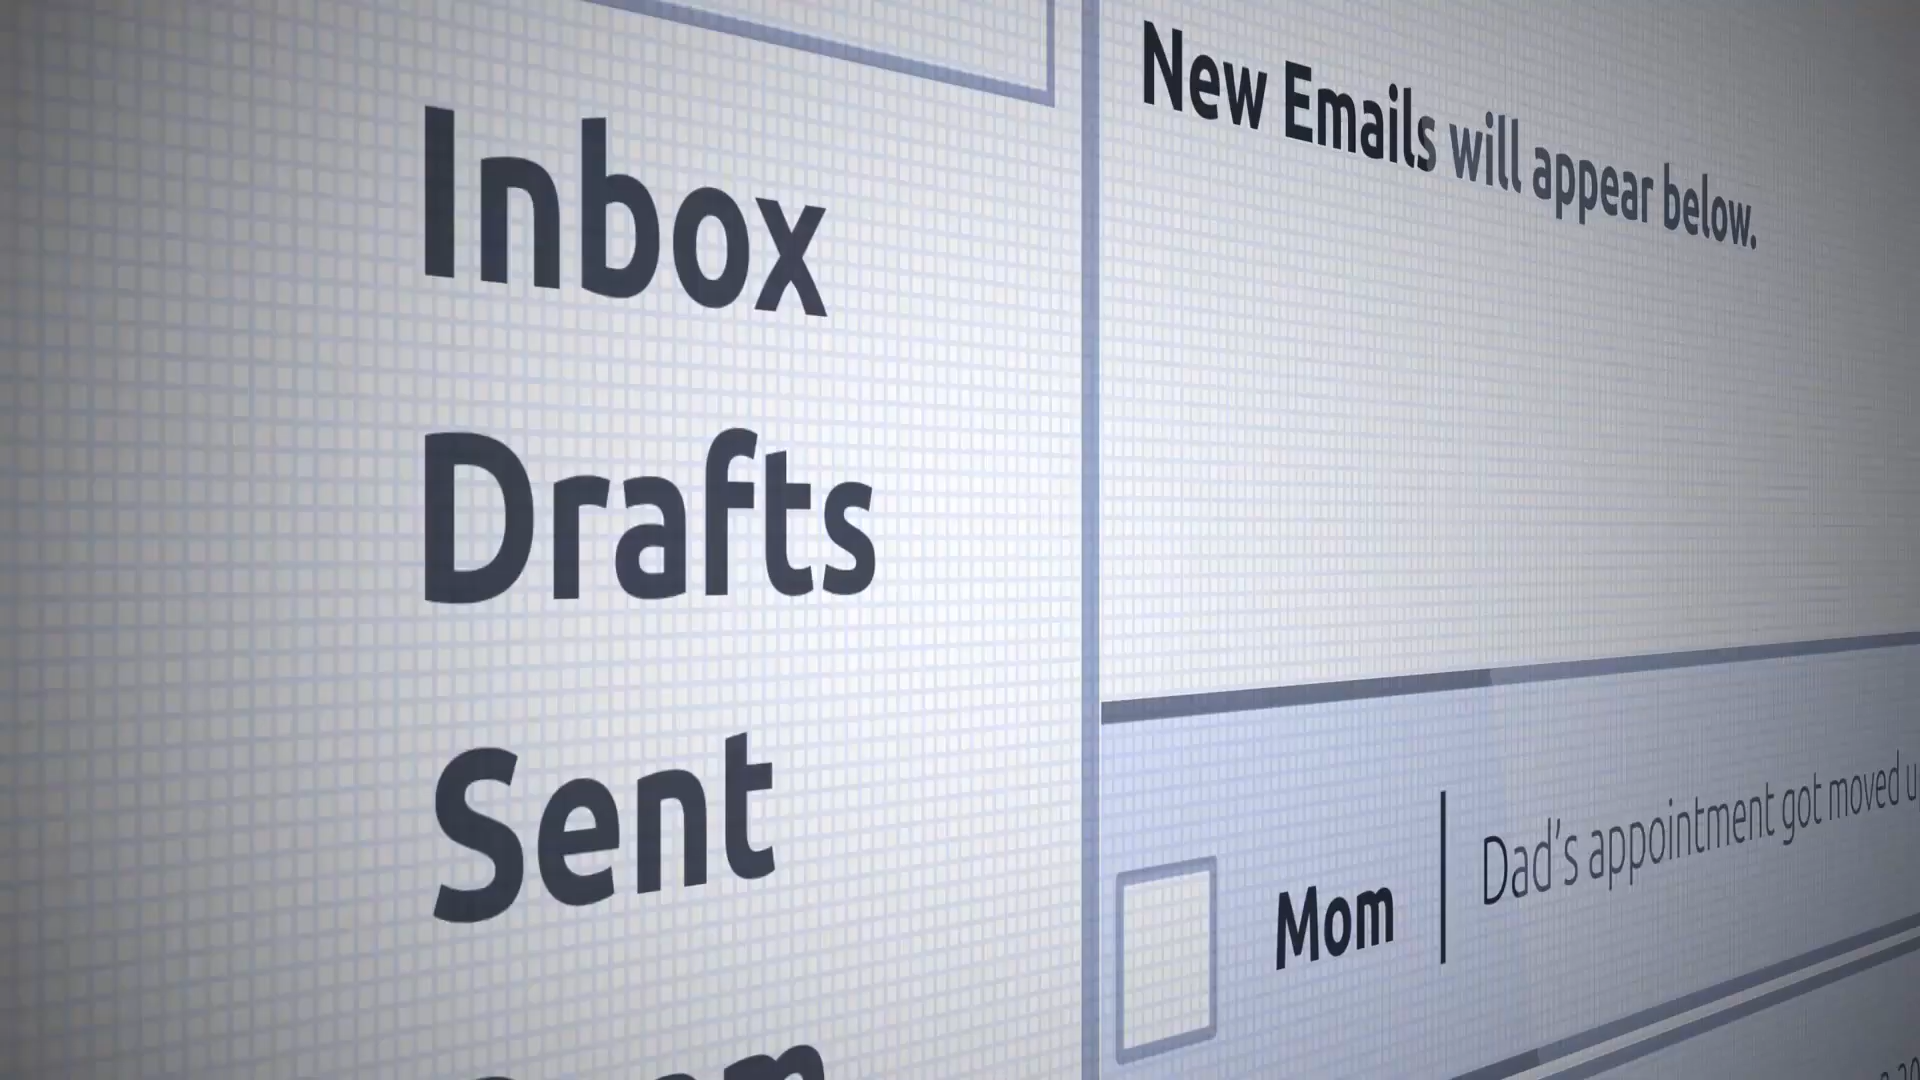 Inbox
Drafts
Sent
New Emails will appear below.
Mom
Dad's appointment got moved